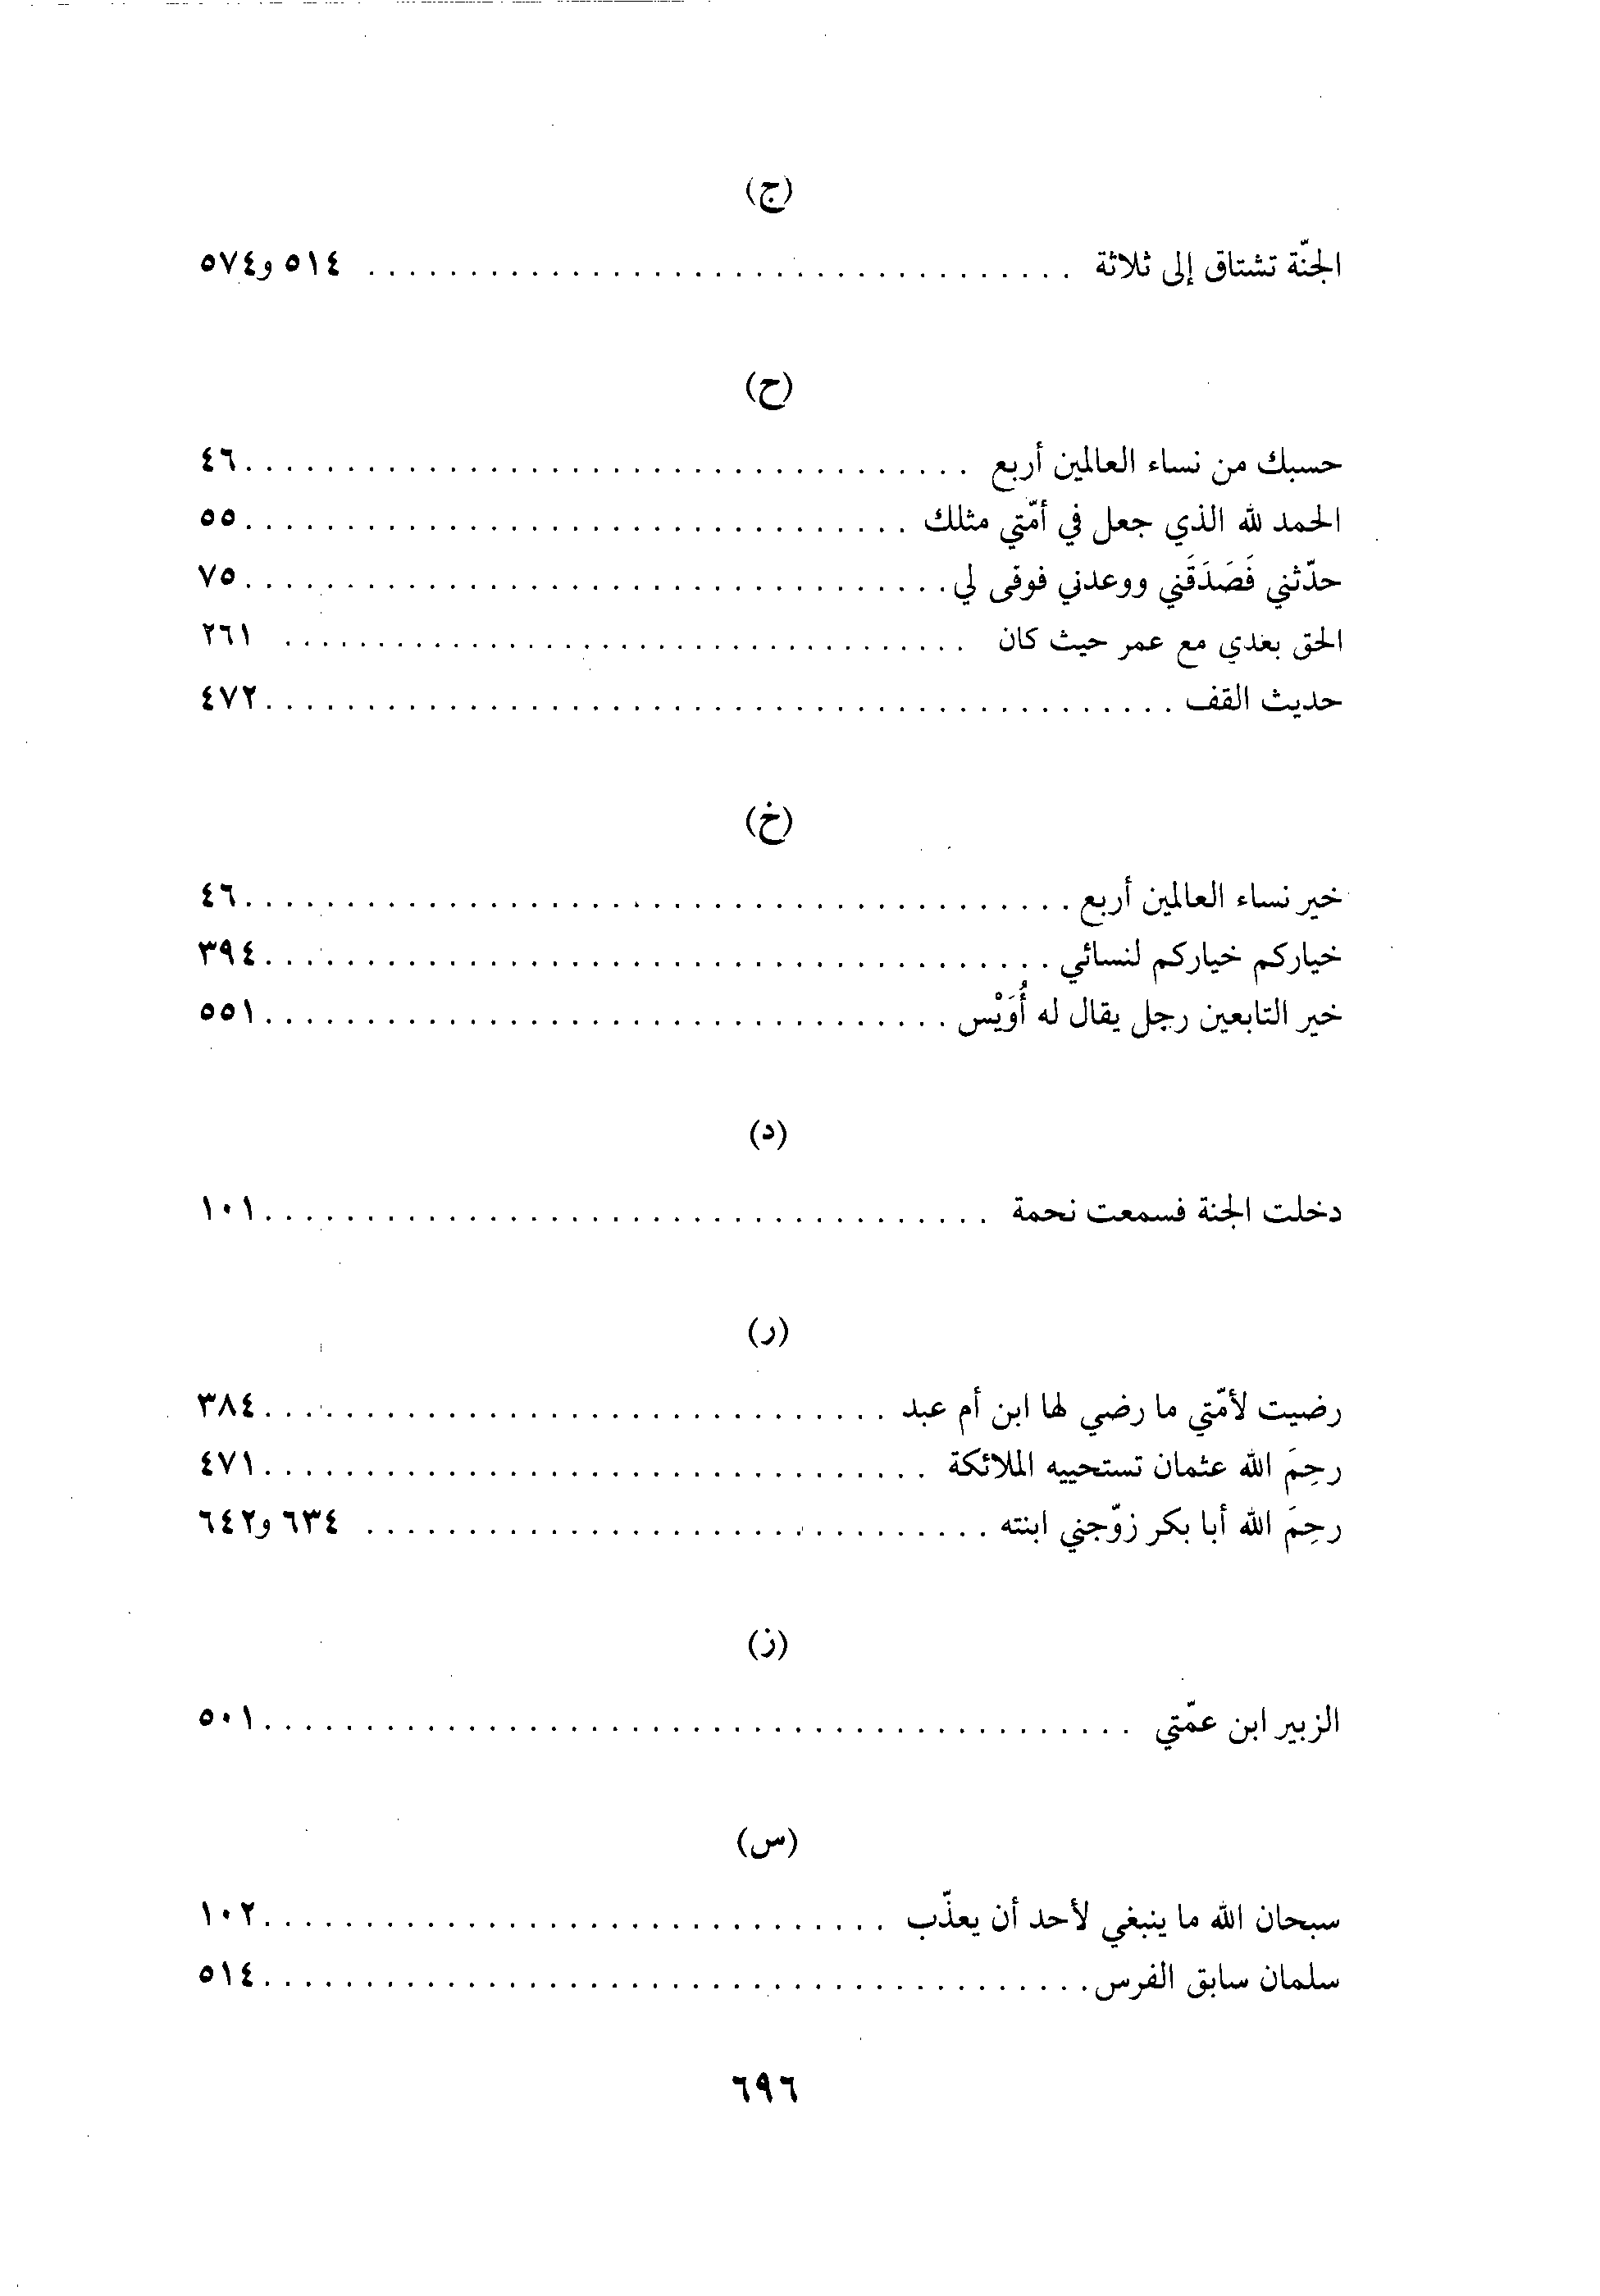 (ج)
الجنّة تشتاق إلى ثلاثة . . . . . . . . . . . . . . . . . . . . ٥١٤ و٥٧٤
(ح)
حسبك من نساء العالمين أربع . . . . . . . . . . . . . . . . . . . . ٤٦
الحمد لله الذي جعل في أمّتي مثلك . . . . . . . . . . . . . . . . . . . . ٥٥
حدّثني فَصَدَقَني ووعدني فوفى لي . . . . . . . . . . . . . . . . . . . . ٧٥
الحق بعدي مع عمر حيث كان . . . . . . . . . . . . . . . . . . . . ٢٦١
حديث القف . . . . . . . . . . . . . . . . . . . . ٤٧٢
(خ)
خير نساء العالمين أربع . . . . . . . . . . . . . . . . . . . . ٤٦
خياركم خياركم لنسائي . . . . . . . . . . . . . . . . . . . . ٣٩٤
خير التابعين رجل يقال له أُوَيْس . . . . . . . . . . . . . . . . . . . . ٥٥١
(د)
دخلت الجنة فسمعت نحمة . . . . . . . . . . . . . . . . . . . . ١٠١
(ر)
رضيت لأمّتي ما رضي لها ابن أم عبد . . . . . . . . . . . . . . . . . . . . ٣٨٤
رحِمَ الله عثمان تستحييه الملائكة . . . . . . . . . . . . . . . . . . . . ٤٧١
رحِمَ الله أبا بكر زوّجني ابنته . . . . . . . . . . . . . . . . . . . . ٦٣٤ و٦٤٢
(ز)
الزبير ابن عمّتي . . . . . . . . . . . . . . . . . . . . ٥٠١
(س)
سبحان الله ما ينبغي لأحد أن يعذّب . . . . . . . . . . . . . . . . . . . . ١٠٢
سلمان سابق الفرس . . . . . . . . . . . . . . . . . . . . ٥١٤
٦٩٦